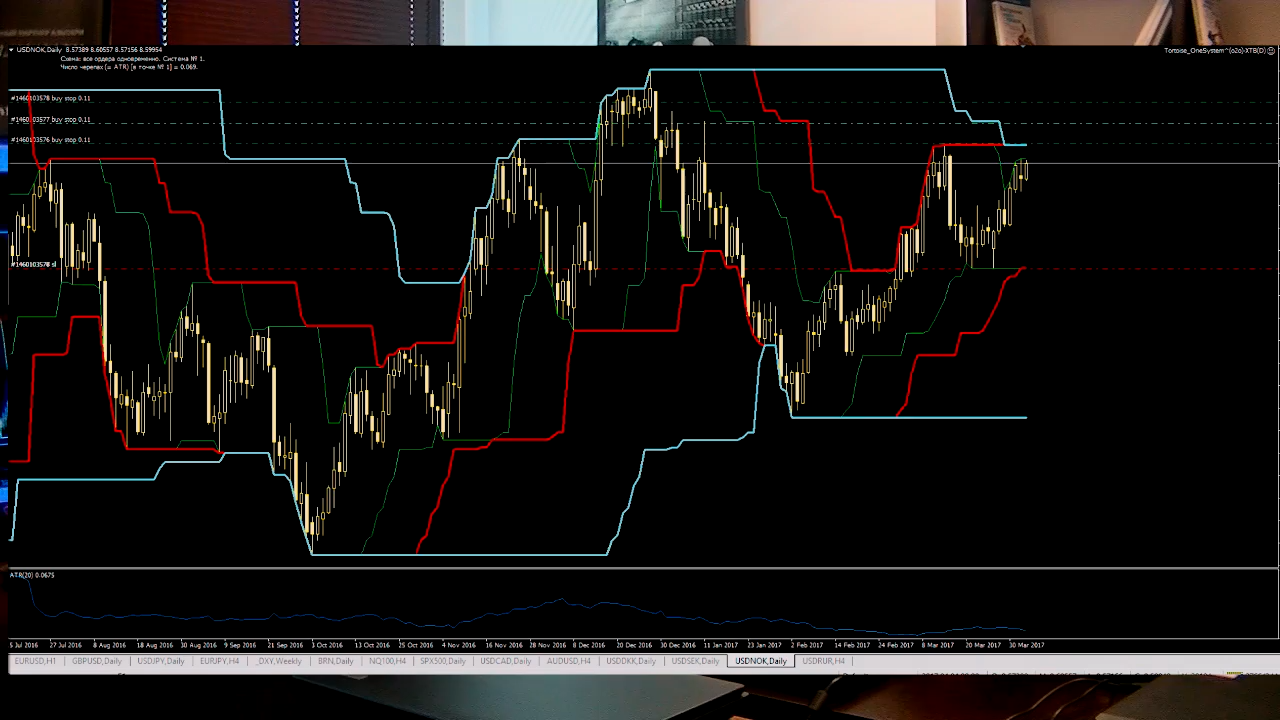 USDNOK,Daily 8.57389 8.60557 8.57156 8.59954
Tortoise_OneSystem^(o2o)-XTB(D)
Схема: все ордера одновременно. Система № 1.
Число черепах (= ATR) [в точке № 1] = 0.069.
#1460103578 buy stop 0.11
#1460103577 buy stop 0.11
#1460103576 buy stop 0.11
#1460103578 sl
ATR(20) 0.0675
5 Jul 2016 27 Jul 2016 8 Aug 2016 18 Aug 2016 30 Aug 2016 9 Sep 2016 21 Sep 2016 3 Oct 2016 13 Oct 2016 25 Oct 2016 4 Nov 2016 16 Nov 2016 28 Nov 2016 8 Dec 2016 20 Dec 2016 30 Dec 2016 11 Jan 2017 23 Jan 2017 2 Feb 2017 14 Feb 2017 24 Feb 2017 8 Mar 2017 20 Mar 2017 30 Mar 2017
EURUSD,H1 GBPUSD,Daily USDJPY,Daily EURJPY,H4 _DXY,Weekly BRN,Daily NQ100,H4 SPX500,Daily USDCAD,Daily AUDUSD,H4 USDDKK,Daily USDSEK,Daily USDNOK,Daily USDRUR,H4